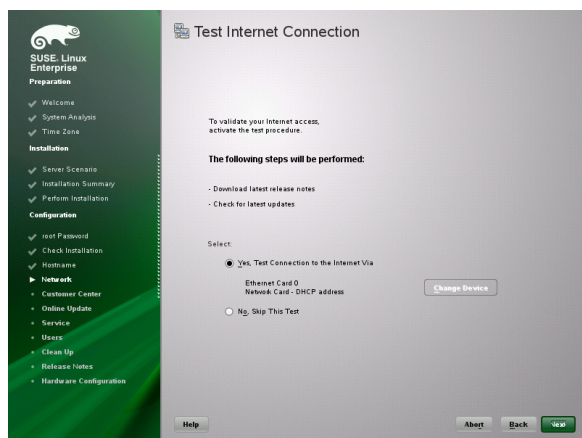 SUSE Linux
Enterprise
Preparation
Welcome
System Analysis
Time Zone
Installation
Server Scenario
Installation Summary
Perform Installation
Configuration
root Password
Check Installation
Hostname
Network
Customer Center
Online Update
Service
Users
Clean Up
Release Notes
Hardware Configuration
Test Internet Connection
To validate your Internet access,
activate the test procedure.
The following steps will be performed:
- Download latest release notes
- Check for latest updates
Select:
Yes, Test Connection to the Internet Via
Ethernet Card 0
Network Card - DHCP address
Change Device
No, Skip This Test
Help
Abort
Back
Next